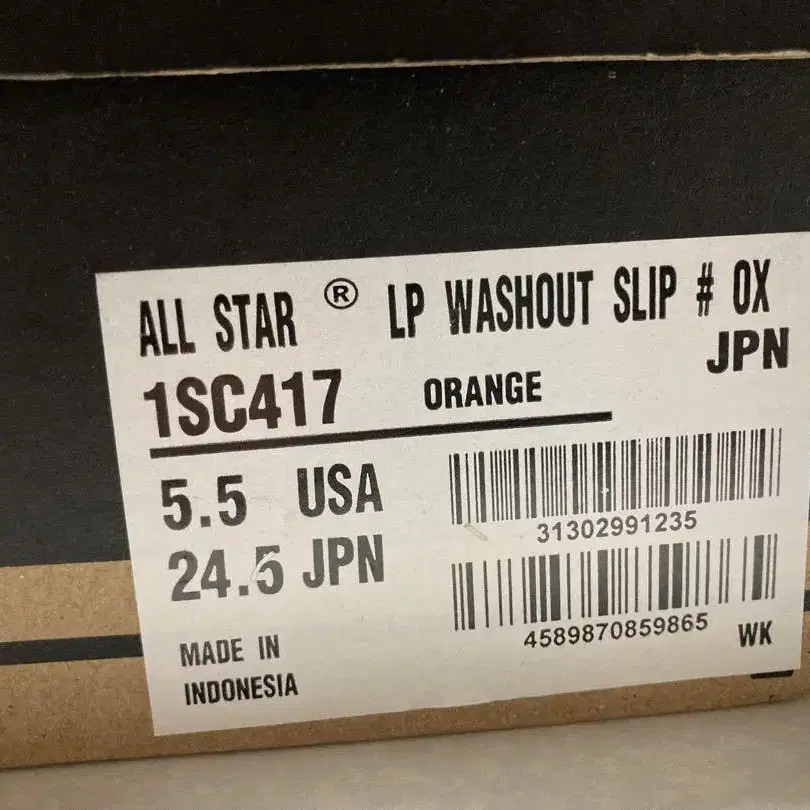 ALL STAR ® LP WASHOUT SLIP # OX
JPN
1SC417 ORANGE
5.5 USA
24.5 JPN
31302991235
4589870859865
WK
MADE IN
INDONESIA